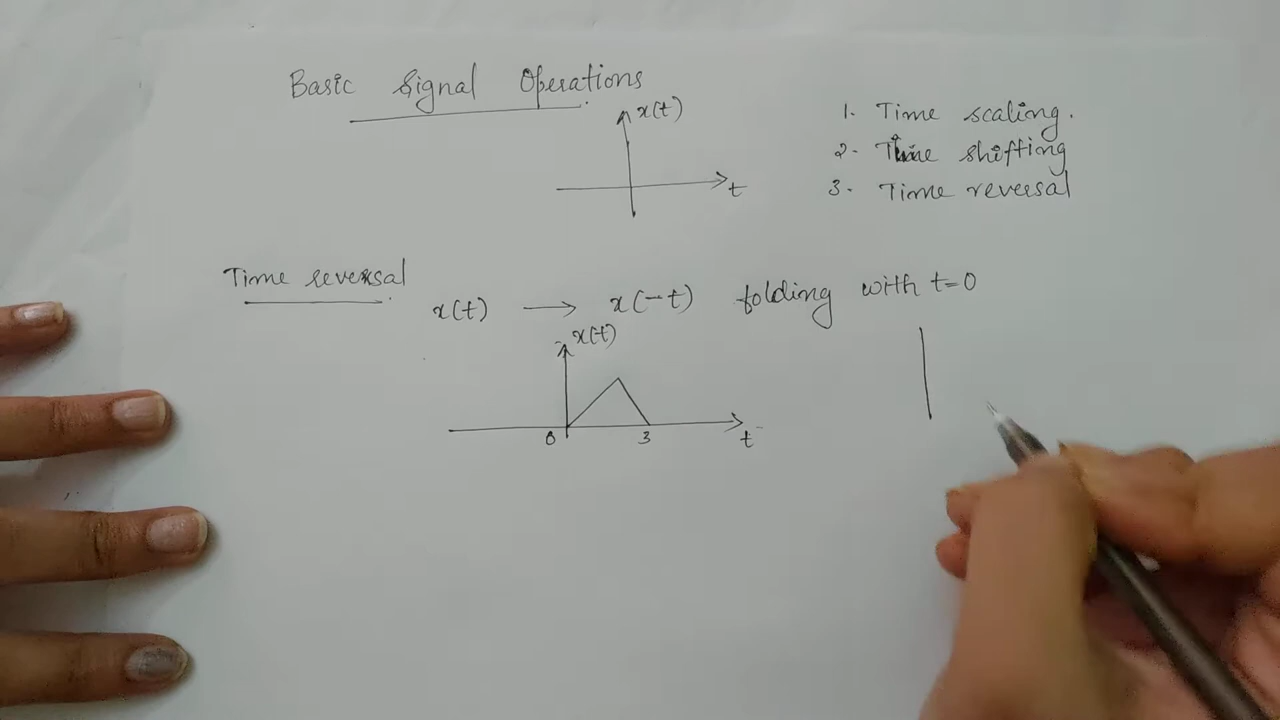 Basic Signal Operations
x(t)
t
1. Time scaling.
2. Time shifting
3. Time reversal
Time reversal
x(t) → x(-t) folding with t=0
x(t)
0 3 t